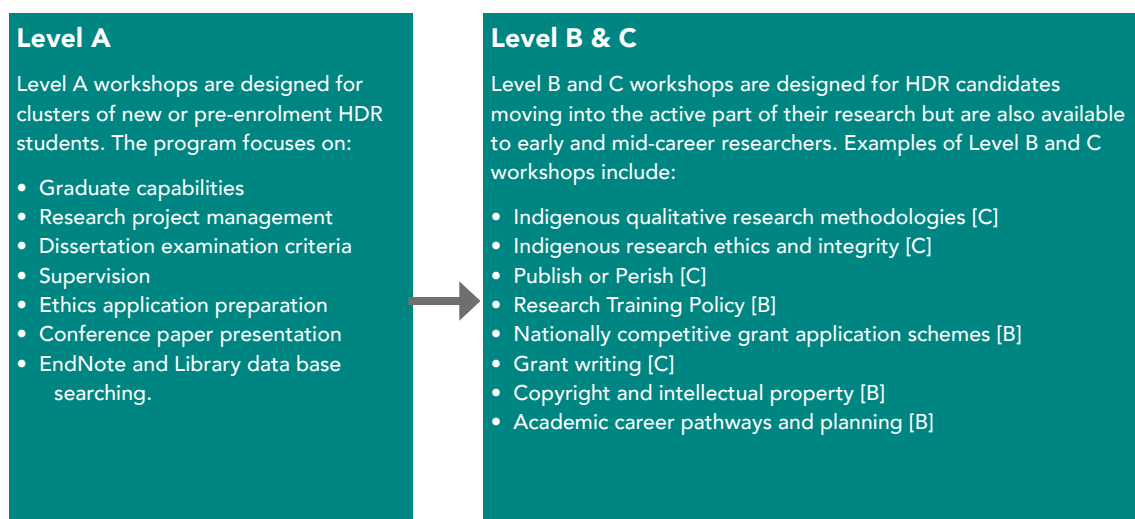 Level A
Level A workshops are designed for
clusters of new or pre-enrolment HDR
students. The program focuses on:
• Graduate capabilities
• Research project management
• Dissertation examination criteria
• Supervision
• Ethics application preparation
• Conference paper presentation
• EndNote and Library data base
searching.
Level B & C
Level B and C workshops are designed for HDR candidates
moving into the active part of their research but are also available
to early and mid-career researchers. Examples of Level B and C
workshops include:
• Indigenous qualitative research methodologies [C]
• Indigenous research ethics and integrity [C]
• Publish or Perish [C]
• Research Training Policy [B]
• Nationally competitive grant application schemes [B]
• Grant writing [C]
• Copyright and intellectual property [B]
• Academic career pathways and planning [B]